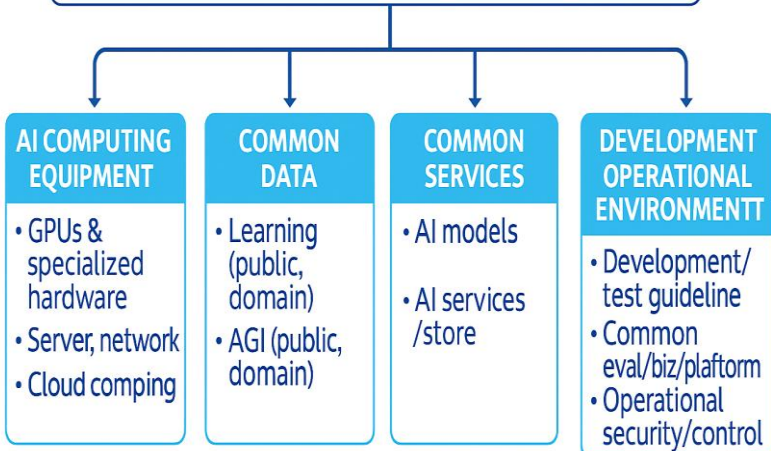 AI COMPUTING
EQUIPMENT
• GPUs &
specialized
hardware
• Server, network
• Cloud comping
COMMON
DATA
• Learning
(public,
domain)
• AGI (public,
domain)
COMMON
SERVICES
• AI models
• AI services
/store
DEVELOPMENT
OPERATIONAL
ENVIRONMENTT
• Development/
test guideline
• Common
eval/biz/plaftorm
• Operational
security/control